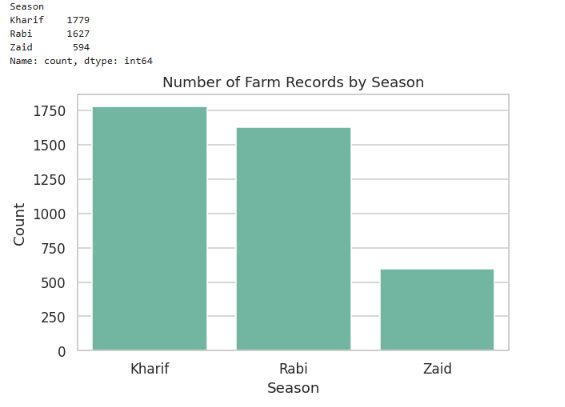 Season
Kharif    1779
Rabi      1627
Zaid       594
Name: count, dtype: int64
Number of Farm Records by Season
1750
1500
1250
1000
750
500
250
0
Count
Kharif Rabi Zaid
Season